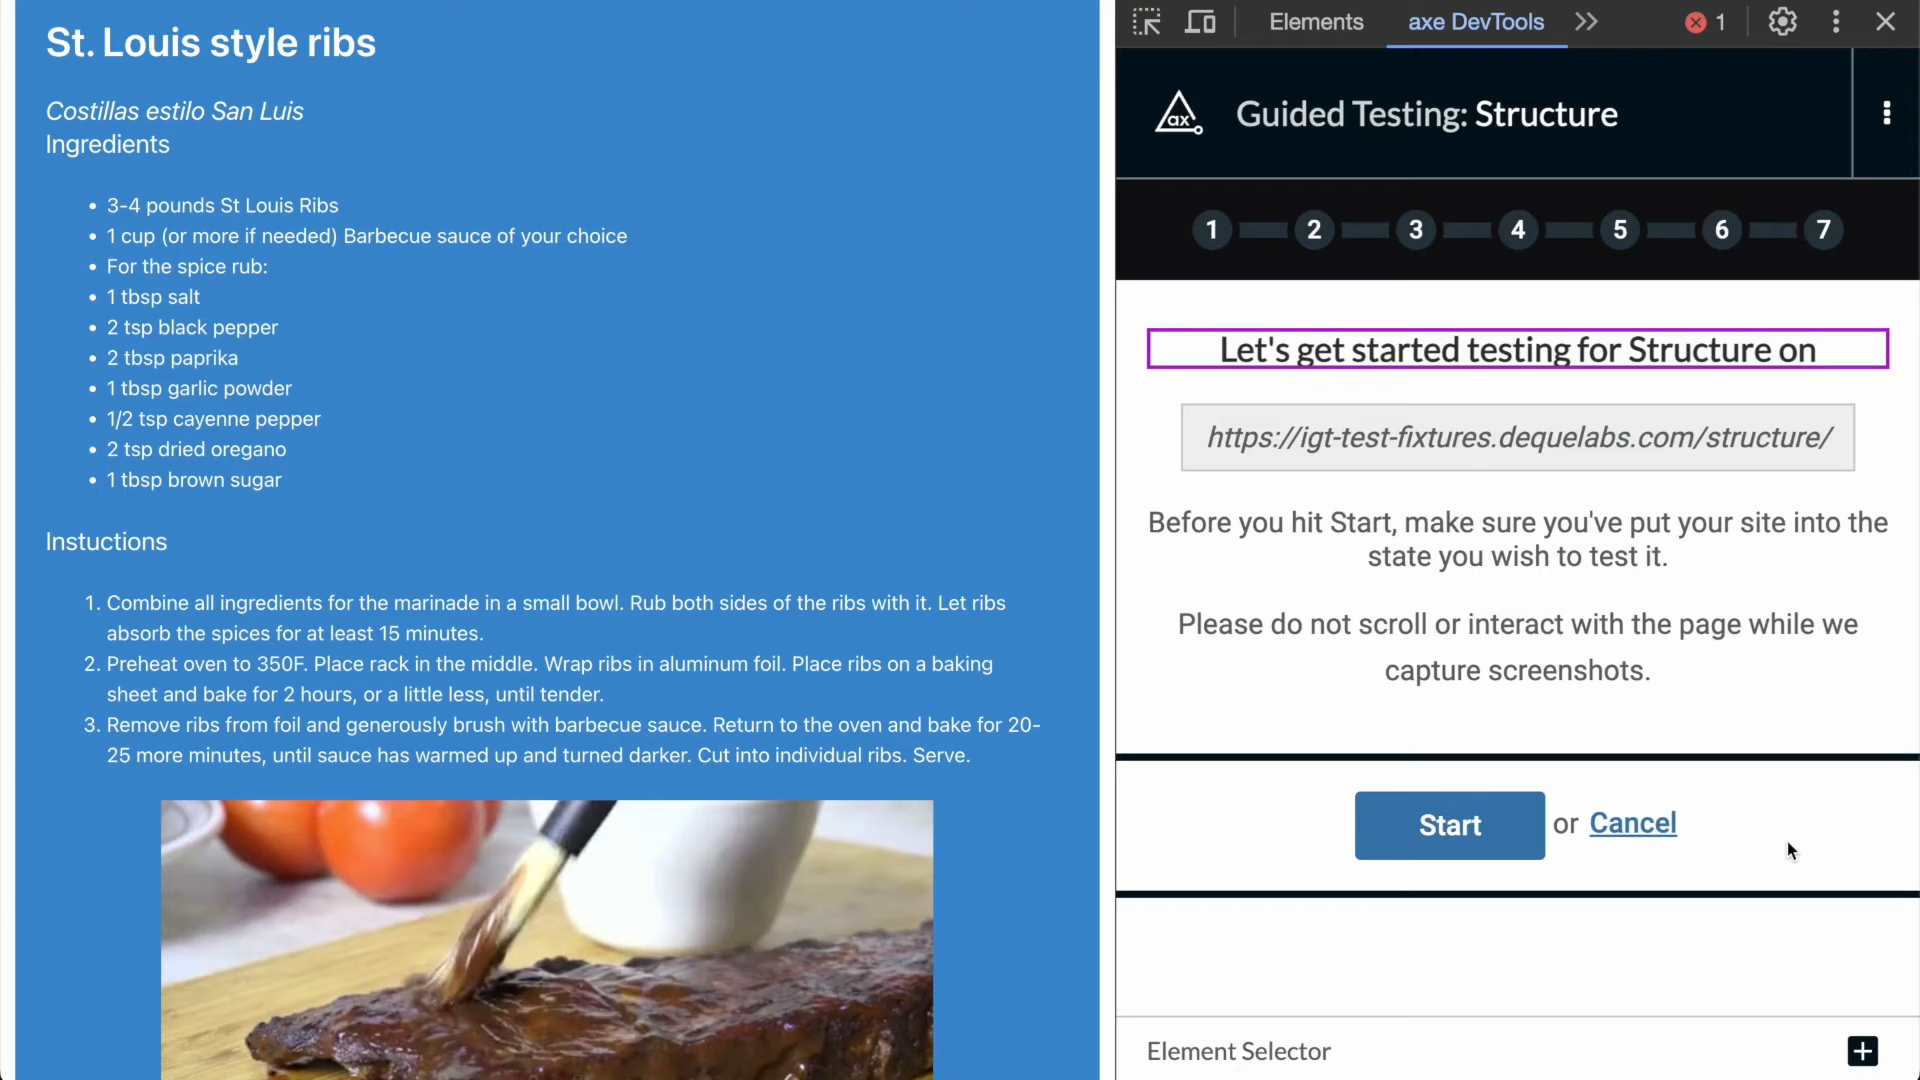 St. Louis style ribs
Costillas estilo San Luis
Ingredients
• 3-4 pounds St Louis Ribs
• 1 cup (or more if needed) Barbecue sauce of your choice
• For the spice rub:
• 1 tbsp salt
• 2 tsp black pepper
• 2 tbsp paprika
• 1 tbsp garlic powder
• 1/2 tsp cayenne pepper
• 2 tsp dried oregano
• 1 tbsp brown sugar
Instuctions
1. Combine all ingredients for the marinade in a small bowl. Rub both sides of the ribs with it. Let ribs
absorb the spices for at least 15 minutes.
2. Preheat oven to 350F. Place rack in the middle. Wrap ribs in aluminum foil. Place ribs on a baking
sheet and bake for 2 hours, or a little less, until tender.
3. Remove ribs from foil and generously brush with barbecue sauce. Return to the oven and bake for 20-
25 more minutes, until sauce has warmed up and turned darker. Cut into individual ribs. Serve.
Elements
axe DevTools
1
ax
Guided Testing: Structure
1 2 3 4 5 6 7
Let's get started testing for Structure on
https://igt-test-fixtures.dequelabs.com/structure/
Before you hit Start, make sure you've put your site into the
state you wish to test it.
Please do not scroll or interact with the page while we
capture screenshots.
Start or Cancel
Element Selector